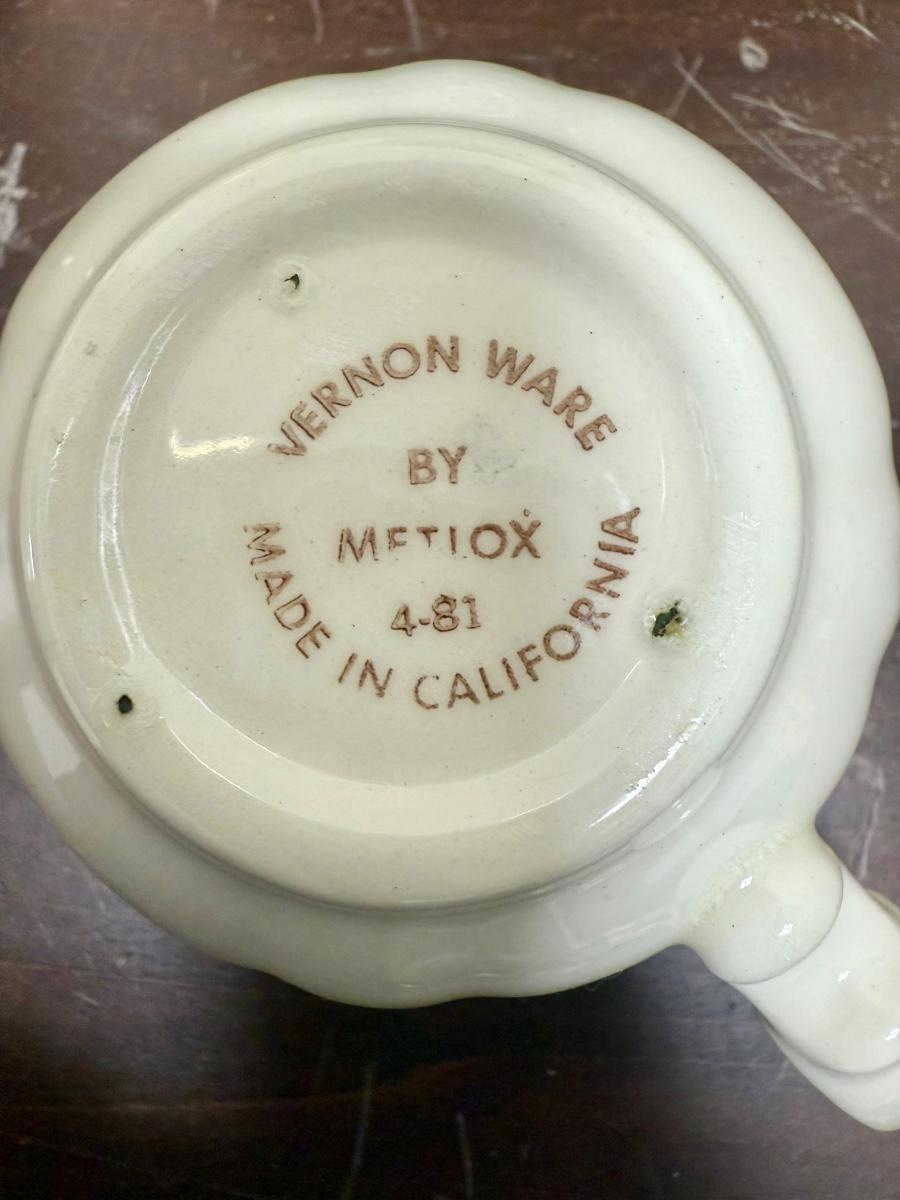 VERNON WARE
BY
METLOX
4-81
MADE IN CALIFORNIA